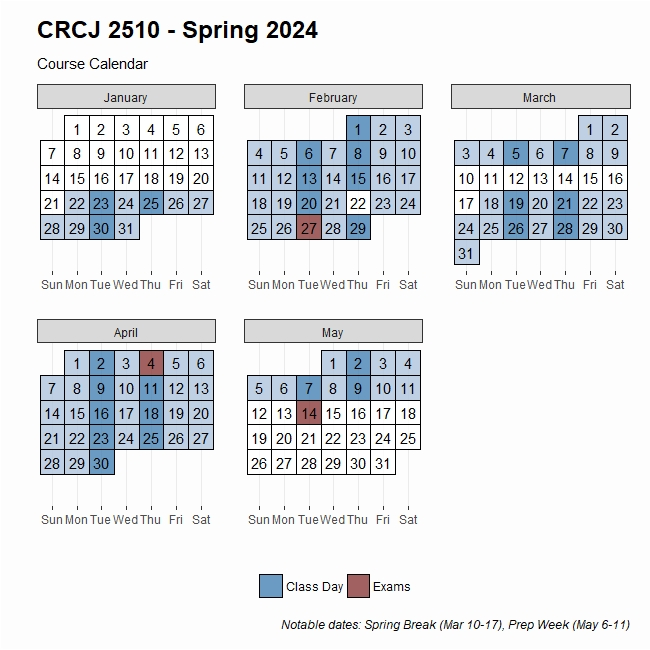 CRCJ 2510 - Spring 2024
Course Calendar
January
1 2 3 4 5 6
7 8 9 10 11 12 13
14 15 16 17 18 19 20
21 22 23 24 25 26 27
28 29 30 31
Sun Mon Tue Wed Thu Fri Sat
February
1 2 3
4 5 6 7 8 9 10
11 12 13 14 15 16 17
18 19 20 21 22 23 24
25 26 27 28 29
Sun Mon Tue Wed Thu Fri Sat
March
1 2
3 4 5 6 7 8 9
10 11 12 13 14 15 16
17 18 19 20 21 22 23
24 25 26 27 28 29 30
31
Sun Mon Tue Wed Thu Fri Sat
April
1 2 3 4 5 6
7 8 9 10 11 12 13
14 15 16 17 18 19 20
21 22 23 24 25 26 27
28 29 30
Sun Mon Tue Wed Thu Fri Sat
May
1 2 3 4
5 6 7 8 9 10 11
12 13 14 15 16 17 18
19 20 21 22 23 24 25
26 27 28 29 30 31
Sun Mon Tue Wed Thu Fri Sat
Class Day Exams
Notable dates: Spring Break (Mar 10-17), Prep Week (May 6-11)